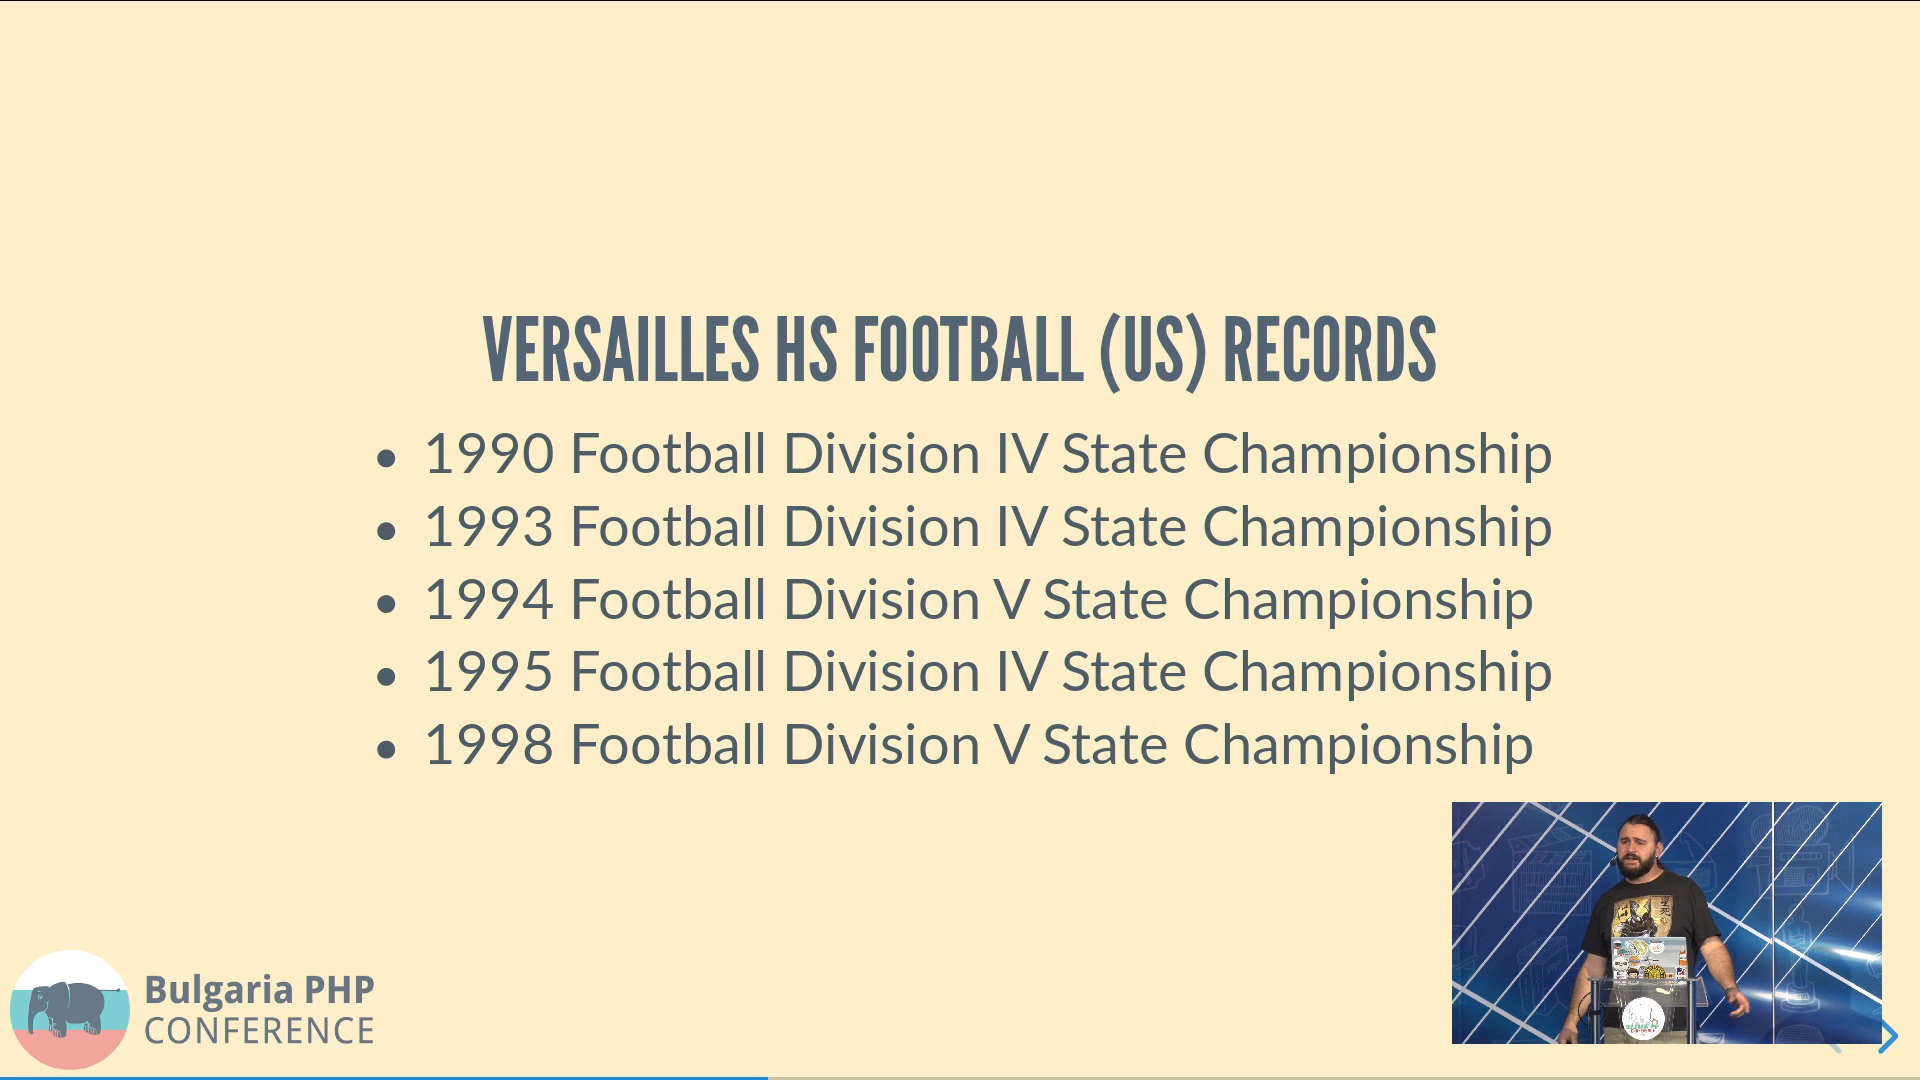 VERSAILLES HS FOOTBALL (US) RECORDS
1990 Football Division IV State Championship
1993 Football Division IV State Championship
1994 Football Division V State Championship
1995 Football Division IV State Championship
1998 Football Division V State Championship
Bulgaria PHP
CONFERENCE